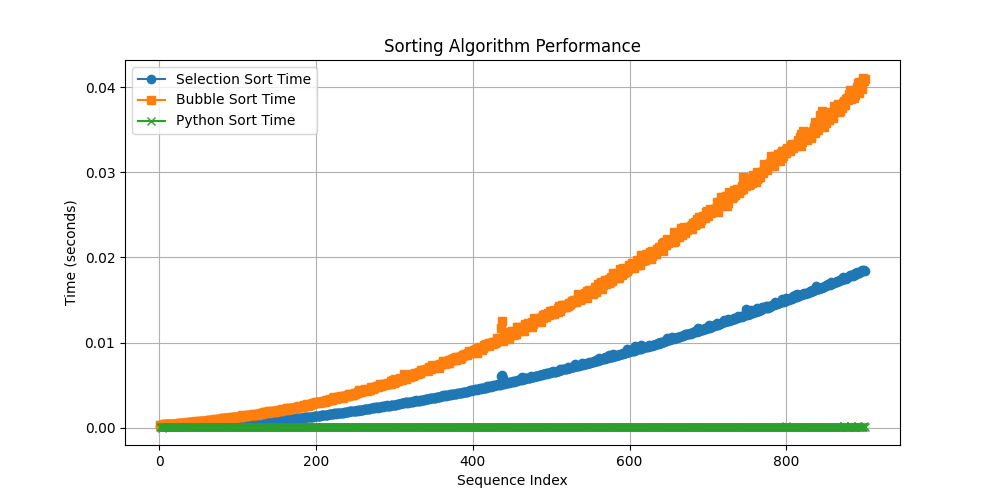 Sorting Algorithm Performance
Selection Sort Time
Bubble Sort Time
Python Sort Time
Time (seconds)
0.04
0.03
0.02
0.01
0.00
0 200 400 600 800
Sequence Index